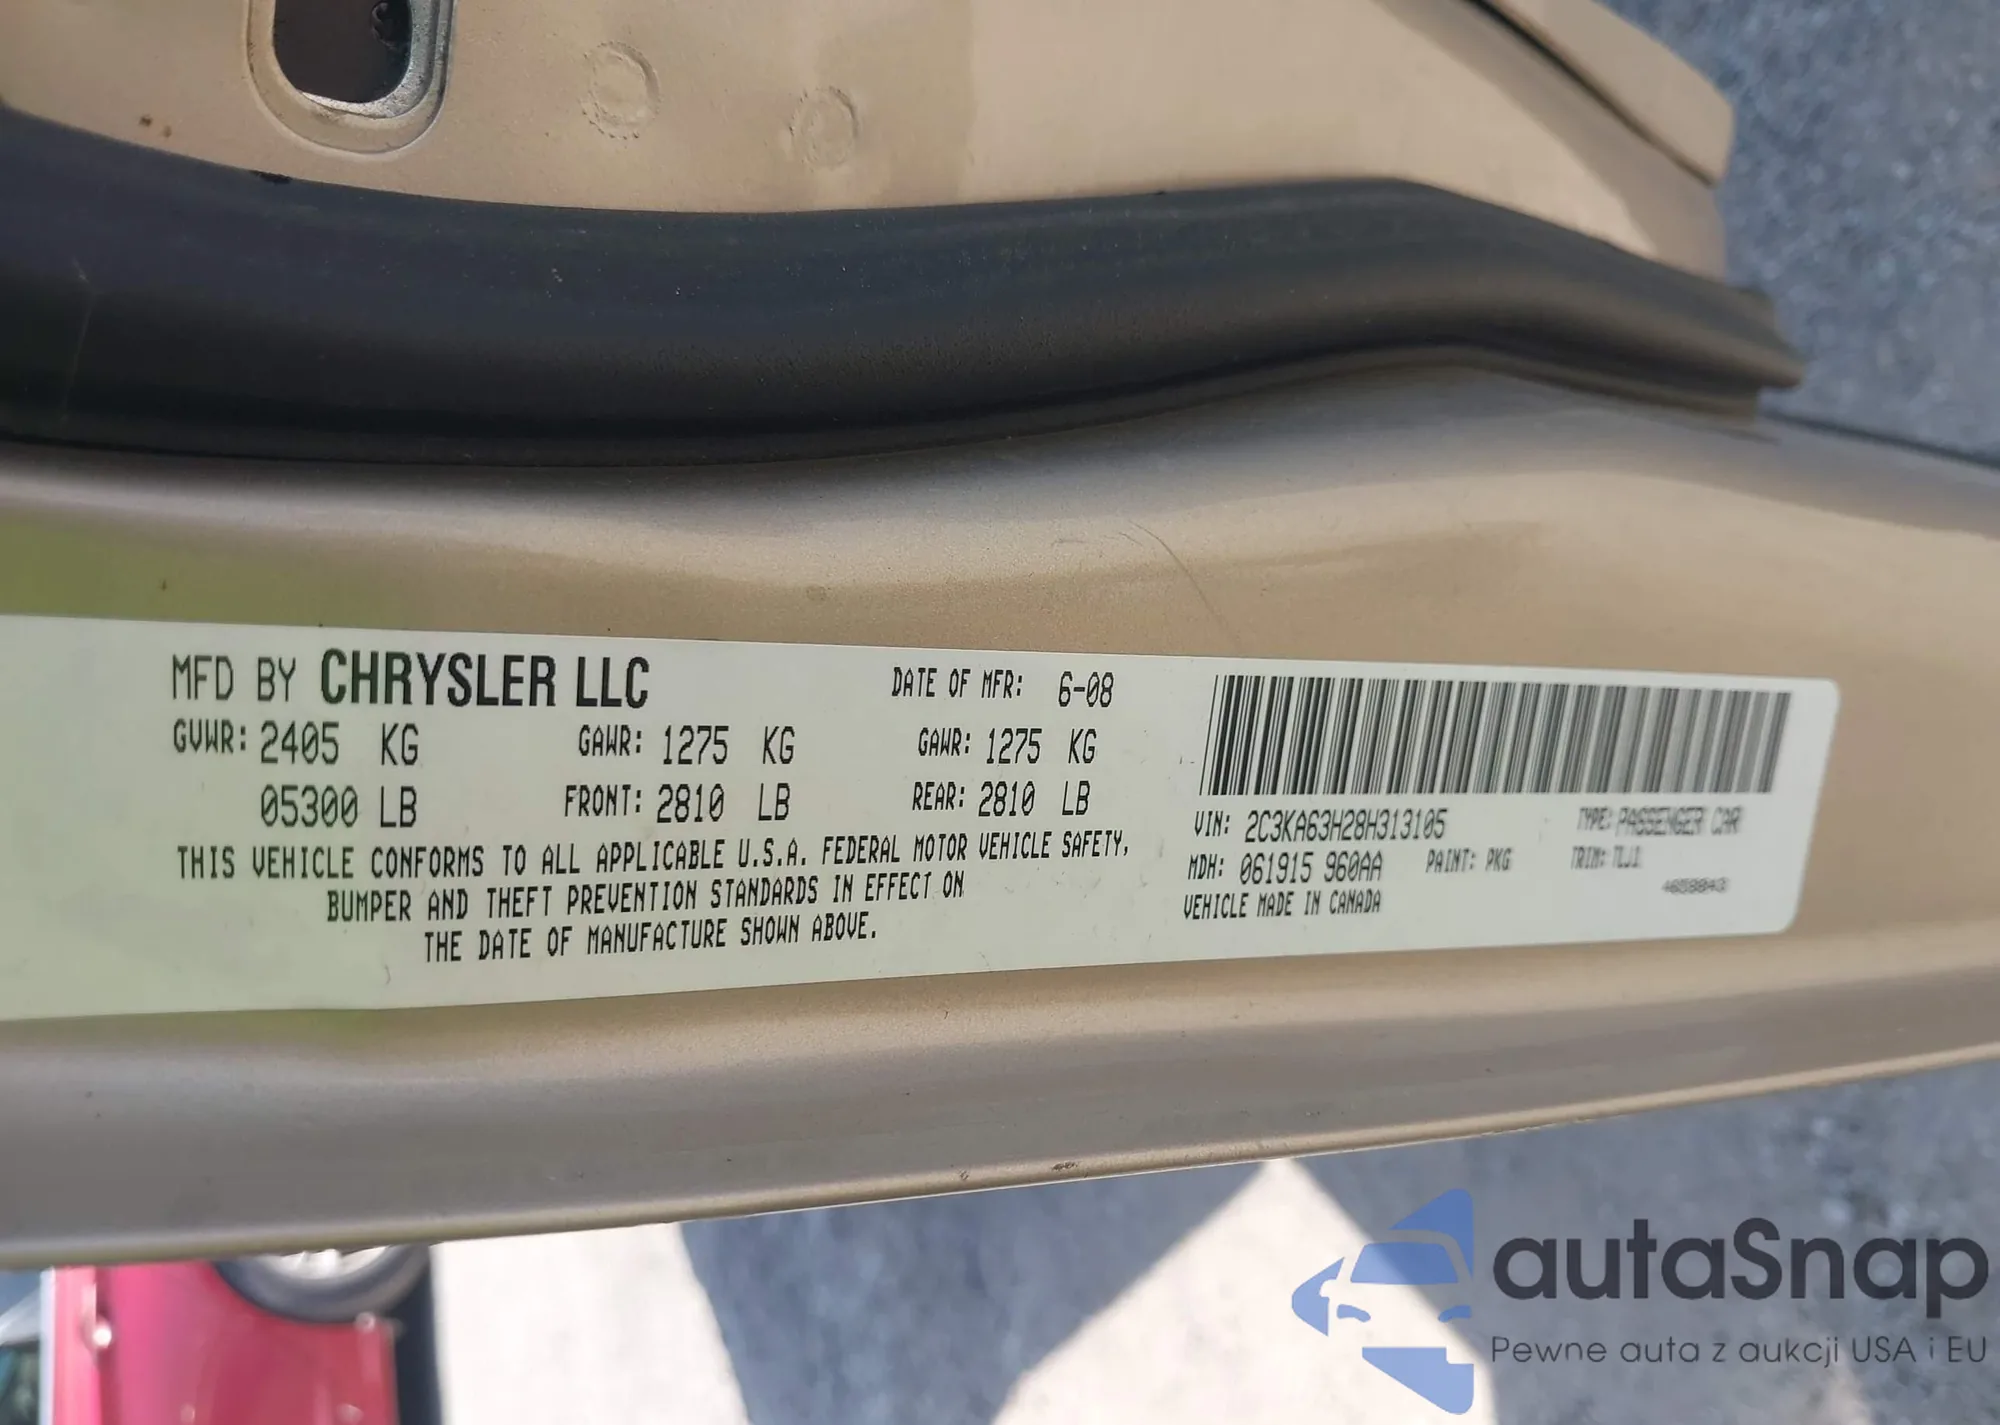 MFD BY CHRYSLER LLC DATE OF MFR: 6-08
GVWR: 2405 KG GAWR: 1275 KG GAWR: 1275 KG
05300 LB FRONT: 2810 LB REAR: 2810 LB
THIS VEHICLE CONFORMS TO ALL APPLICABLE U.S.A. FEDERAL MOTOR VEHICLE SAFETY,
BUMPER AND THEFT PREVENTION STANDARDS IN EFFECT ON
THE DATE OF MANUFACTURE SHOWN ABOVE.
VIN: 2C3KA63H28H313105 TYPE: PASSENGER CAR
MDH: 061915 960AA PAINT: PKG TRIM: TLJ1
VEHICLE MADE IN CANADA
autaSnap
Pewne auta z aukcji USA i EU